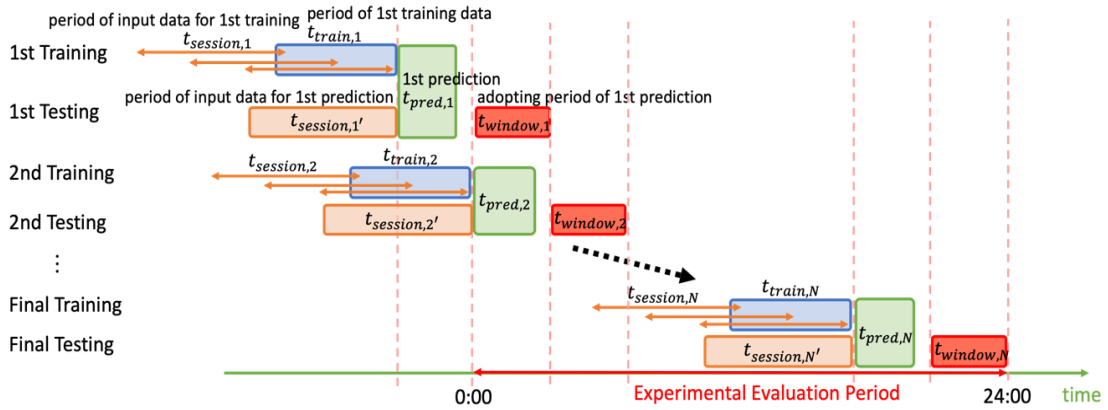 period of input data for 1st training
period of 1st training data
1st Training
t_session,1
t_train,1
1st prediction
t_pred,1
period of input data for 1st prediction
adopting period of 1st prediction
1st Testing
t_session,1′
t_window,1
2nd Training
t_session,2
t_train,2
t_pred,2
2nd Testing
t_session,2′
t_window,2
⋮
Final Training
t_session,N
t_train,N
t_pred,N
Final Testing
t_session,N′
t_window,N
0:00
Experimental Evaluation Period
24:00
time